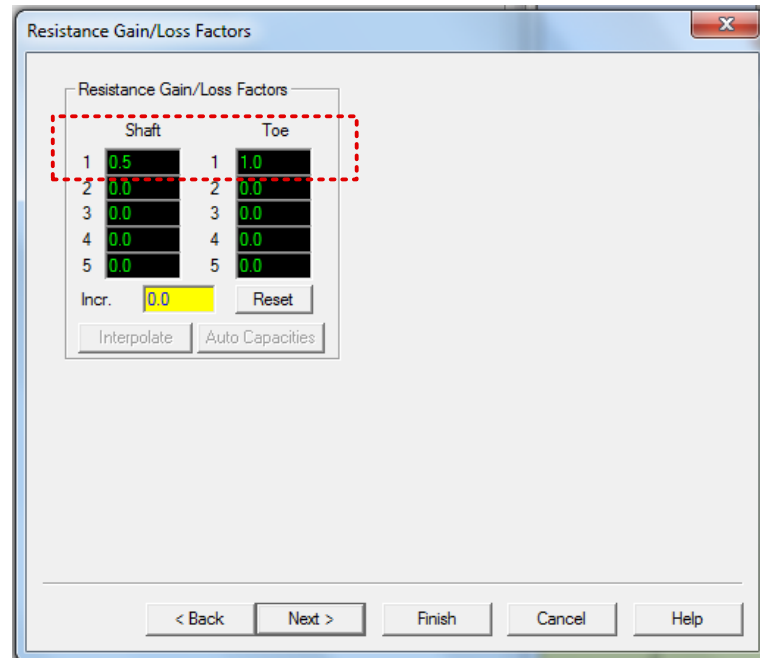 Resistance Gain/Loss Factors
Resistance Gain/Loss Factors
Shaft Toe
1 0.5 1 1.0
2 0.0 2 0.0
3 0.0 3 0.0
4 0.0 4 0.0
5 0.0 5 0.0
Incr. 0.0 Reset
Interpolate Auto Capacities
< Back Next > Finish Cancel Help